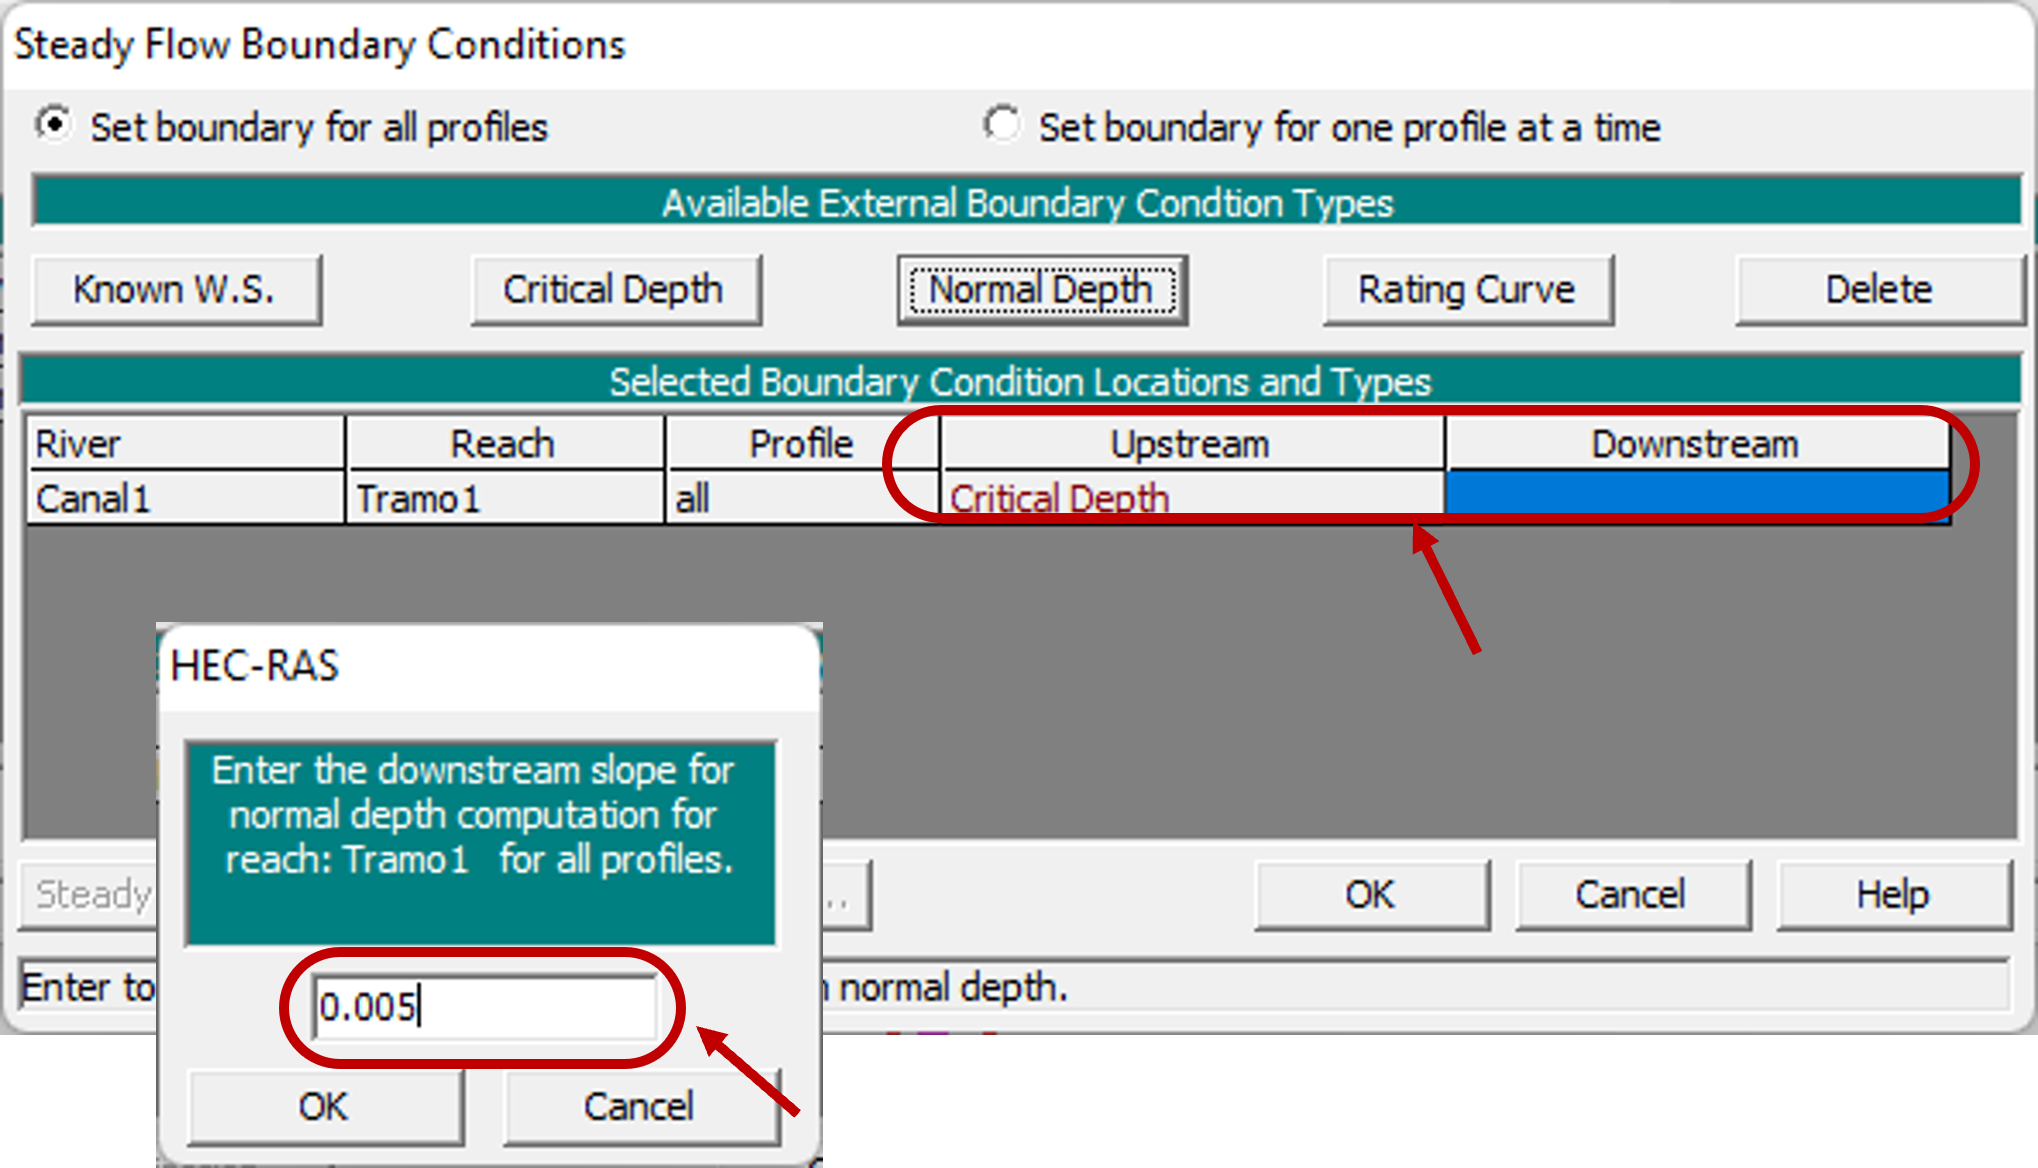 Steady Flow Boundary Conditions
Set boundary for all profiles Set boundary for one profile at a time
Available External Boundary Condtion Types
Known W.S. Critical Depth Normal Depth Rating Curve Delete
Selected Boundary Condition Locations and Types
River Reach Profile Upstream Downstream
Canal1 Tramo1 all Critical Depth
HEC-RAS
Enter the downstream slope for
normal depth computation for
reach: Tramo1 for all profiles.
Steady .. OK Cancel Help
Enter to normal depth.
0.005
OK Cancel